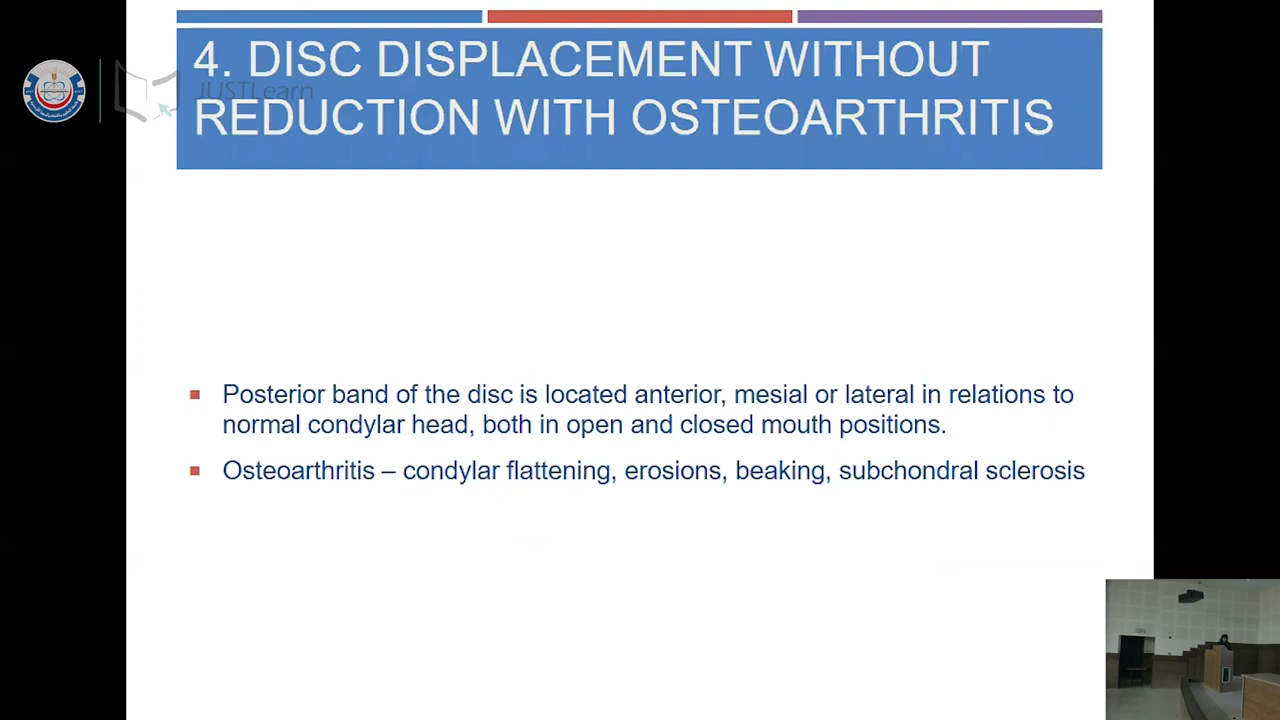 4. DISC DISPLACEMENT WITHOUT
REDUCTION WITH OSTEOARTHRITIS
JUSTLearn
▪ Posterior band of the disc is located anterior, mesial or lateral in relations to
normal condylar head, both in open and closed mouth positions.
▪ Osteoarthritis – condylar flattening, erosions, beaking, subchondral sclerosis